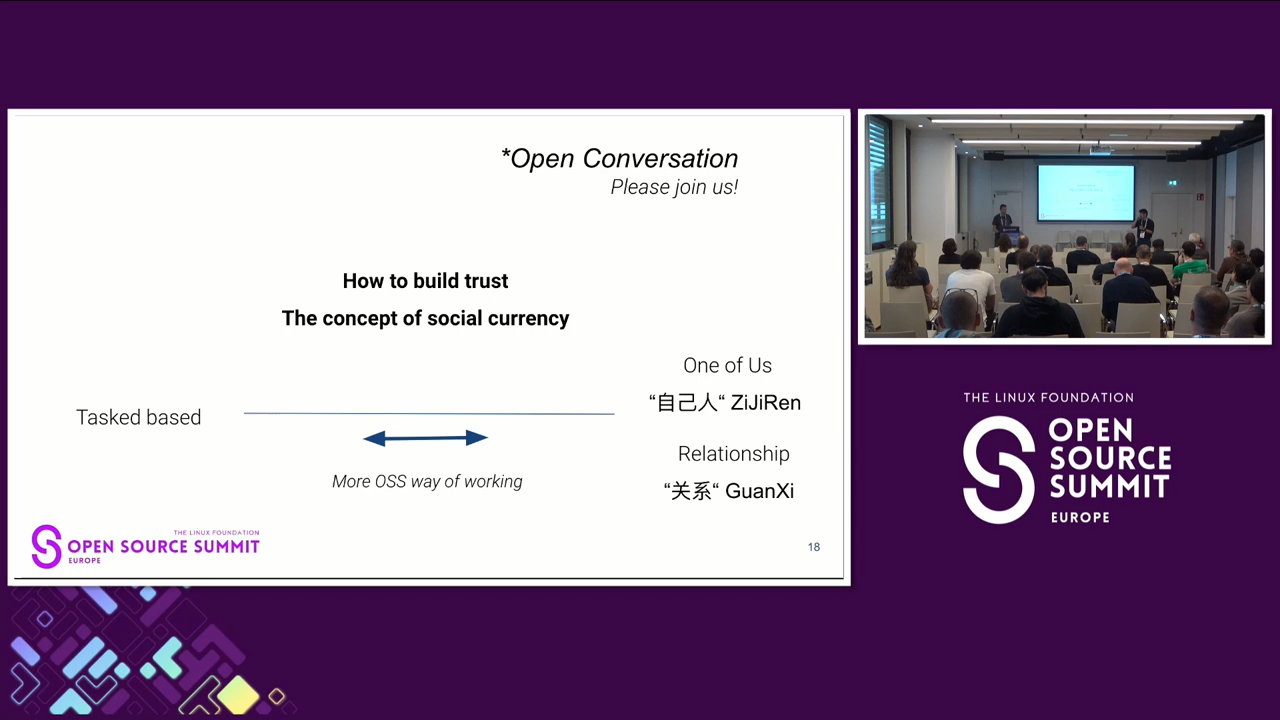 *Open Conversation
Please join us!
How to build trust
The concept of social currency
One of Us
“自己人“ ZiJiRen
Tasked based
Relationship
More OSS way of working
“关系“ GuanXi
THE LINUX FOUNDATION
OPEN SOURCE SUMMIT
EUROPE
18
THE LINUX FOUNDATION
OPEN
SOURCE
SUMMIT
EUROPE